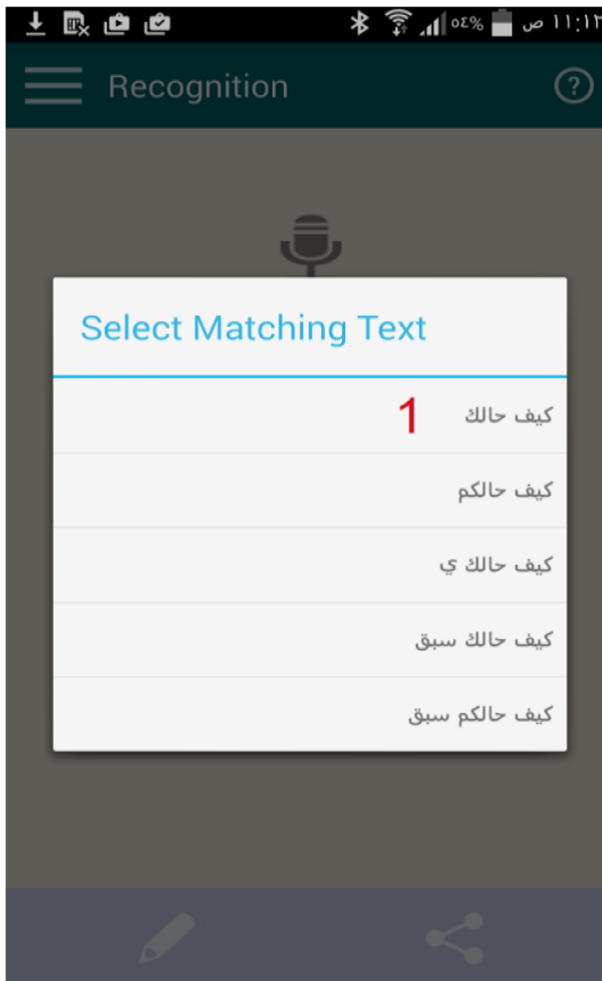 ٥٤% ص ١١:١٢
Recognition ?
Select Matching Text
كيف حالك 1
كيف حالكم
كيف حالك ي
كيف حالك سبق
كيف حالكم سبق